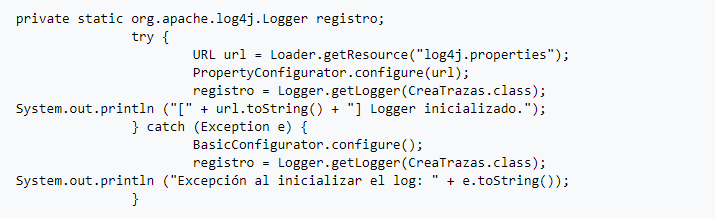 private static org.apache.log4j.Logger registro;
try {
URL url = Loader.getResource("log4j.properties");
PropertyConfigurator.configure(url);
registro = Logger.getLogger(CreaTrazas.class);
System.out.println ("[" + url.toString() + "] Logger inicializado.");
} catch (Exception e) {
BasicConfigurator.configure();
registro = Logger.getLogger(CreaTrazas.class);
System.out.println ("Excepción al inicializar el log: " + e.toString());
}